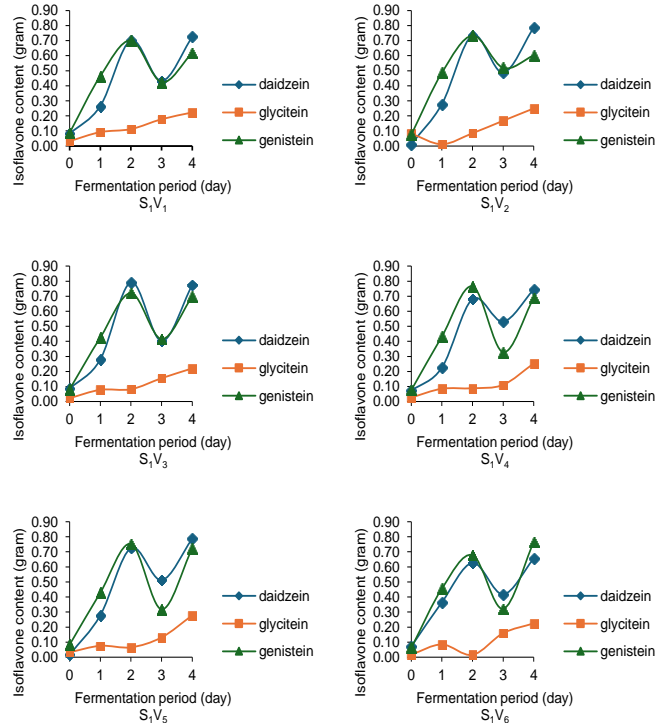 Isoflavone content (gram)
0.90
0.80
0.70
0.60
0.50
0.40
0.30
0.20
0.10
0.00
0 1 2 3 4
Fermentation period (day)
S₁V₁
daidzein
glycitein
genistein
Isoflavone content (gram)
0.90
0.80
0.70
0.60
0.50
0.40
0.30
0.20
0.10
0.00
0 1 2 3 4
Fermentation period (day)
S₁V₂
daidzein
glycitein
genistein
Isoflavone content (gram)
0.90
0.80
0.70
0.60
0.50
0.40
0.30
0.20
0.10
0.00
0 1 2 3 4
Fermentation period (day)
S₁V₃
daidzein
glycitein
genistein
Isoflavone content (gram)
0.90
0.80
0.70
0.60
0.50
0.40
0.30
0.20
0.10
0.00
0 1 2 3 4
Fermentation period (day)
S₁V₄
daidzein
glycitein
genistein
Isoflavone content (gram)
0.90
0.80
0.70
0.60
0.50
0.40
0.30
0.20
0.10
0.00
0 1 2 3 4
Fermentation period (day)
S₁V₅
daidzein
glycitein
genistein
Isoflavone content (gram)
0.90
0.80
0.70
0.60
0.50
0.40
0.30
0.20
0.10
0.00
0 1 2 3 4
Fermentation period (day)
S₁V₆
daidzein
glycitein
genistein